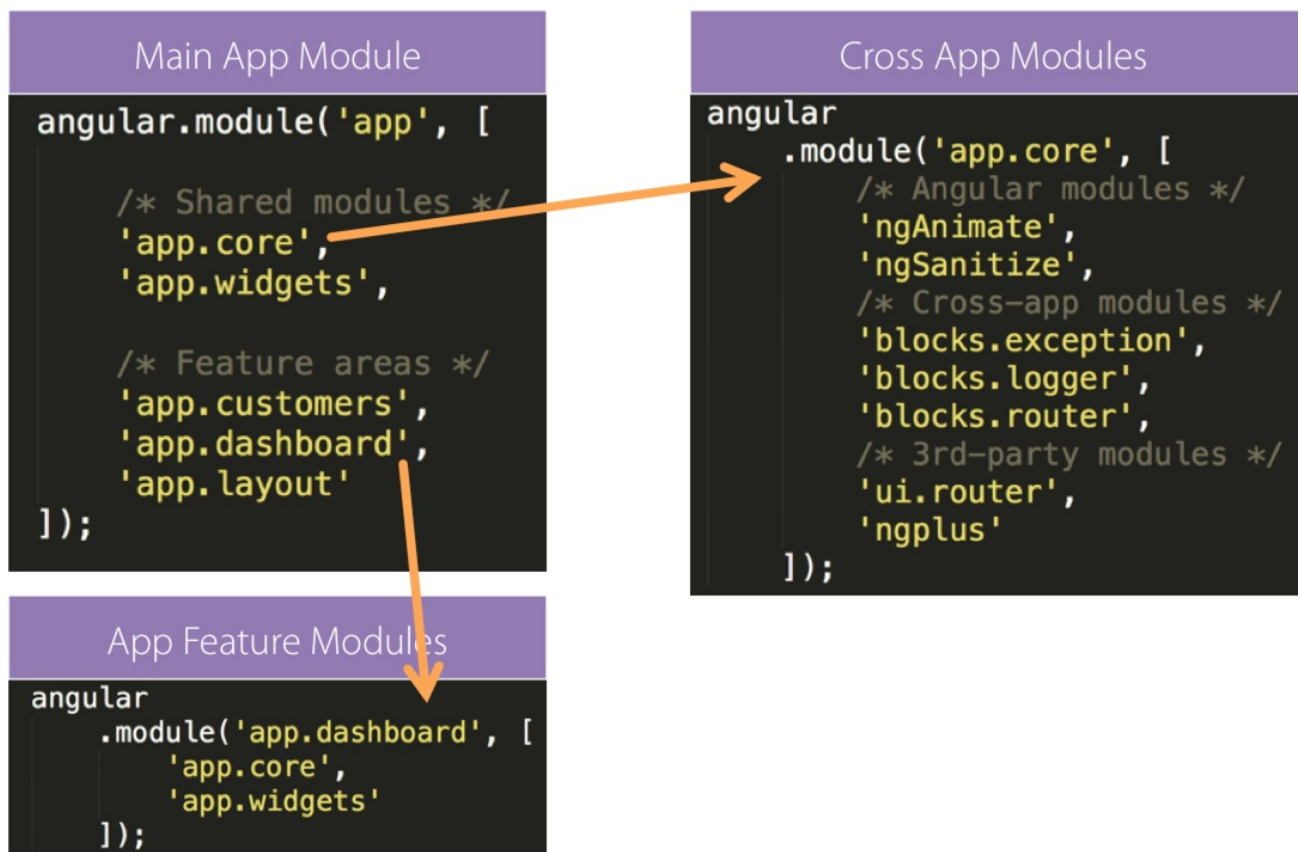 Main App Module
angular.module('app', [
/* Shared modules */
'app.core',
'app.widgets',
/* Feature areas */
'app.customers',
'app.dashboard',
'app.layout'
]);
Cross App Modules
angular
.module('app.core', [
/* Angular modules */
'ngAnimate',
'ngSanitize',
/* Cross-app modules */
'blocks.exception',
'blocks.logger',
'blocks.router',
/* 3rd-party modules */
'ui.router',
'ngplus'
]);
App Feature Modules
angular
.module('app.dashboard', [
'app.core',
'app.widgets'
]);